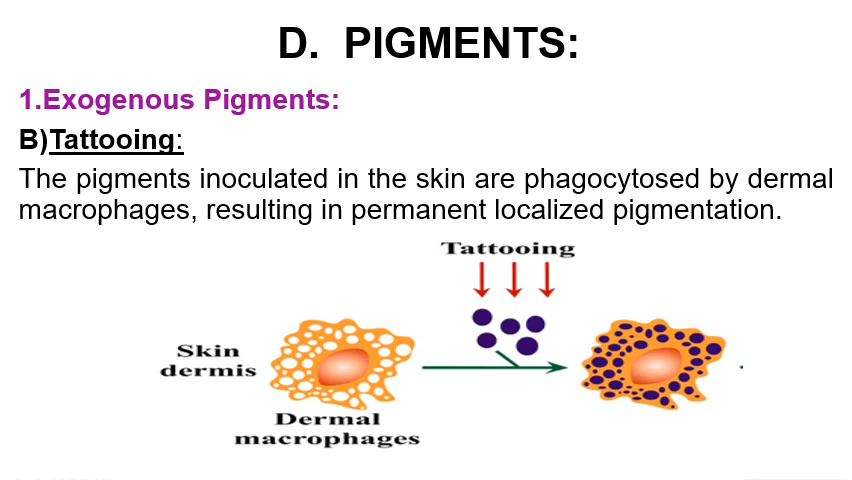 D. PIGMENTS:
1.Exogenous Pigments:
B)Tattooing:
The pigments inoculated in the skin are phagocytosed by dermal
macrophages, resulting in permanent localized pigmentation.
Tattooing
Skin
dermis
Dermal
macrophages